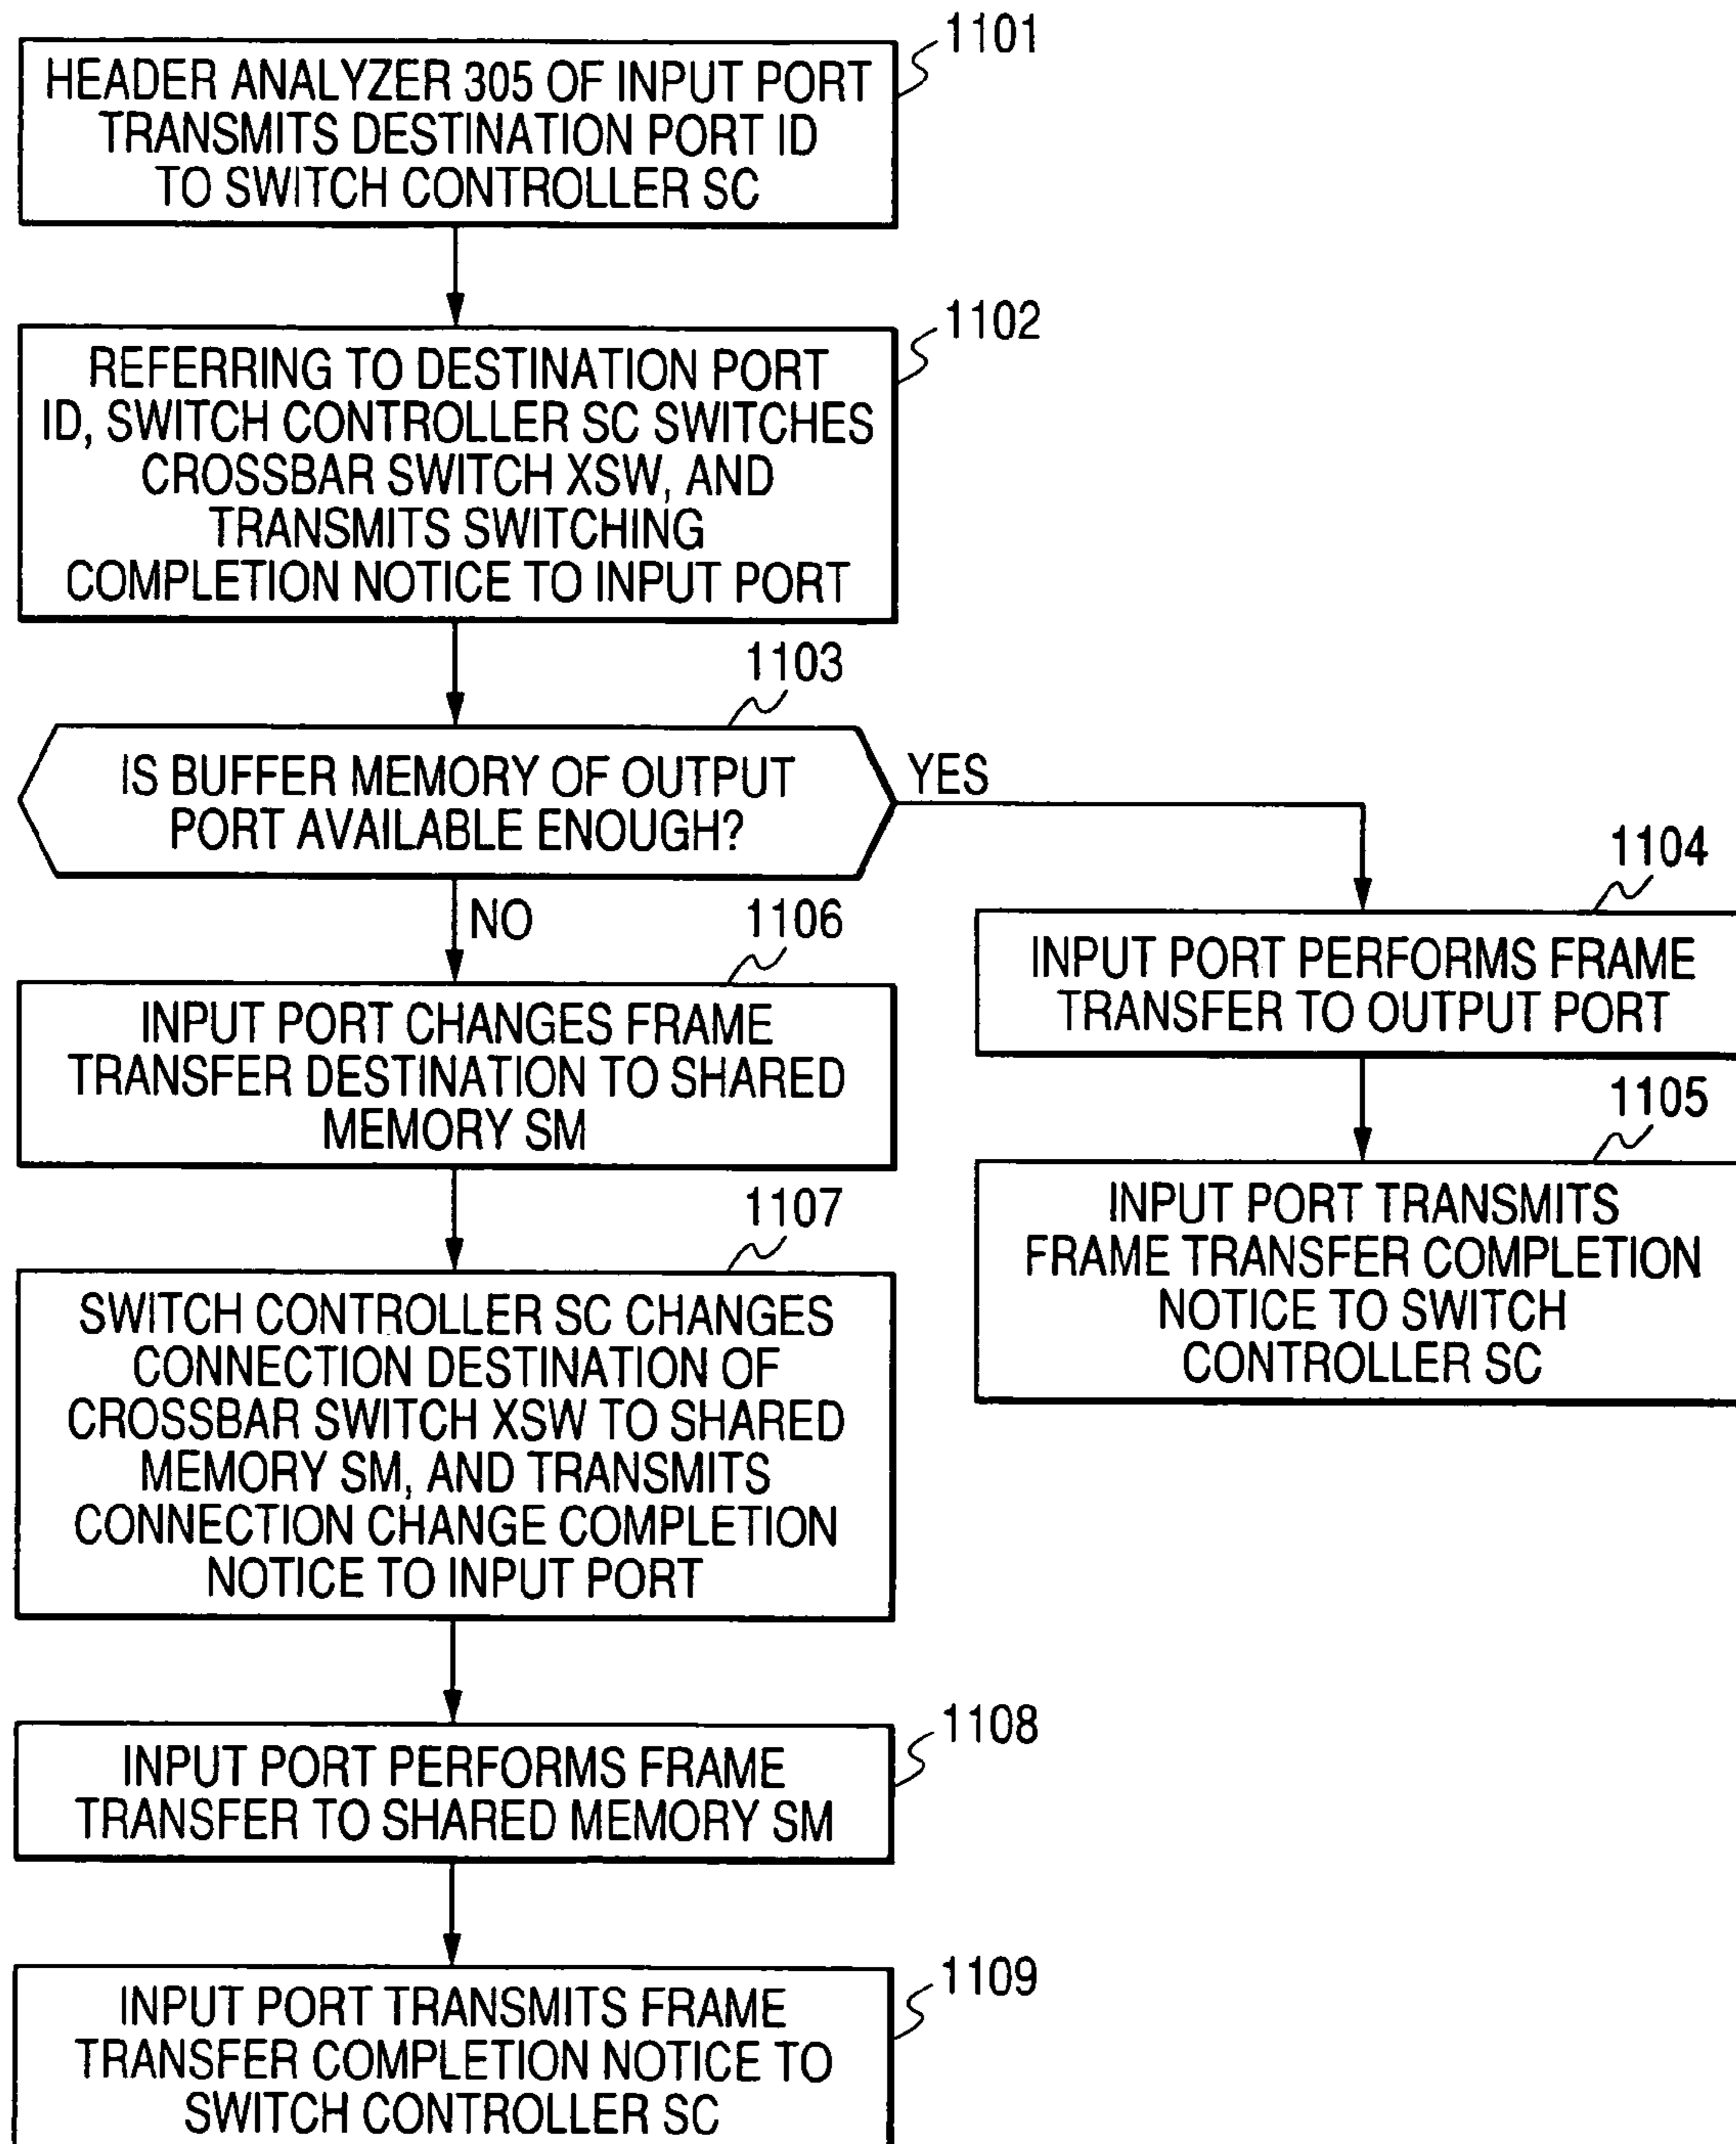 1101
HEADER ANALYZER 305 OF INPUT PORT
TRANSMITS DESTINATION PORT ID
TO SWITCH CONTROLLER SC
1102
REFERRING TO DESTINATION PORT
ID, SWITCH CONTROLLER SC SWITCHES
CROSSBAR SWITCH XSW, AND
TRANSMITS SWITCHING
COMPLETION NOTICE TO INPUT PORT
1103
IS BUFFER MEMORY OF OUTPUT
PORT AVAILABLE ENOUGH?
YES
1104
INPUT PORT PERFORMS FRAME
TRANSFER TO OUTPUT PORT
1105
INPUT PORT TRANSMITS
FRAME TRANSFER COMPLETION
NOTICE TO SWITCH
CONTROLLER SC
NO
1106
INPUT PORT CHANGES FRAME
TRANSFER DESTINATION TO SHARED
MEMORY SM
1107
SWITCH CONTROLLER SC CHANGES
CONNECTION DESTINATION OF
CROSSBAR SWITCH XSW TO SHARED
MEMORY SM, AND TRANSMITS
CONNECTION CHANGE COMPLETION
NOTICE TO INPUT PORT
1108
INPUT PORT PERFORMS FRAME
TRANSFER TO SHARED MEMORY SM
1109
INPUT PORT TRANSMITS FRAME
TRANSFER COMPLETION NOTICE TO
SWITCH CONTROLLER SC